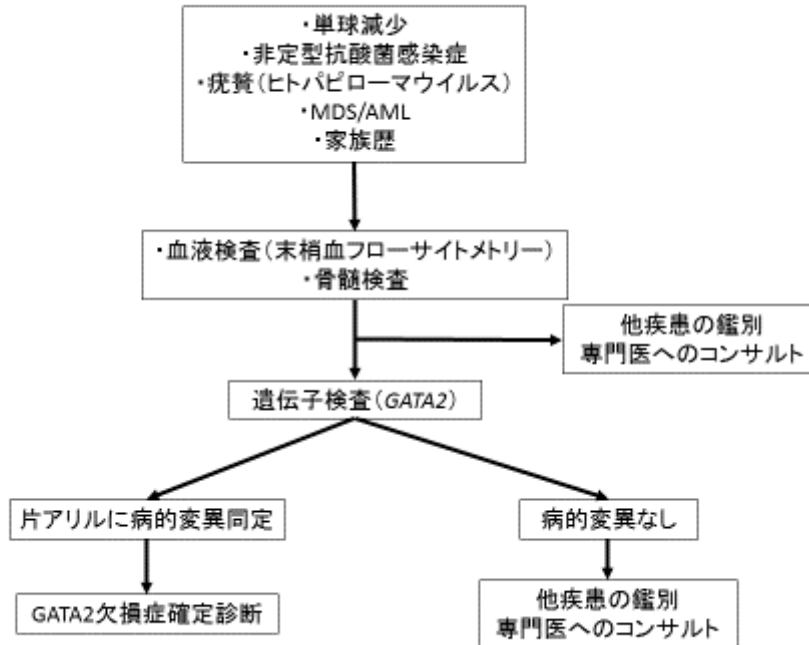 ・単球減少
・非定型抗酸菌感染症
・疣贅(ヒトパピローマウイルス)
・MDS/AML
・家族歴
・血液検査(末梢血フローサイトメトリー)
・骨髄検査
他疾患の鑑別
専門医へのコンサルト
遺伝子検査(GATA2)
片アリルに病的変異同定
病的変異なし
GATA2欠損症確定診断
他疾患の鑑別
専門医へのコンサルト